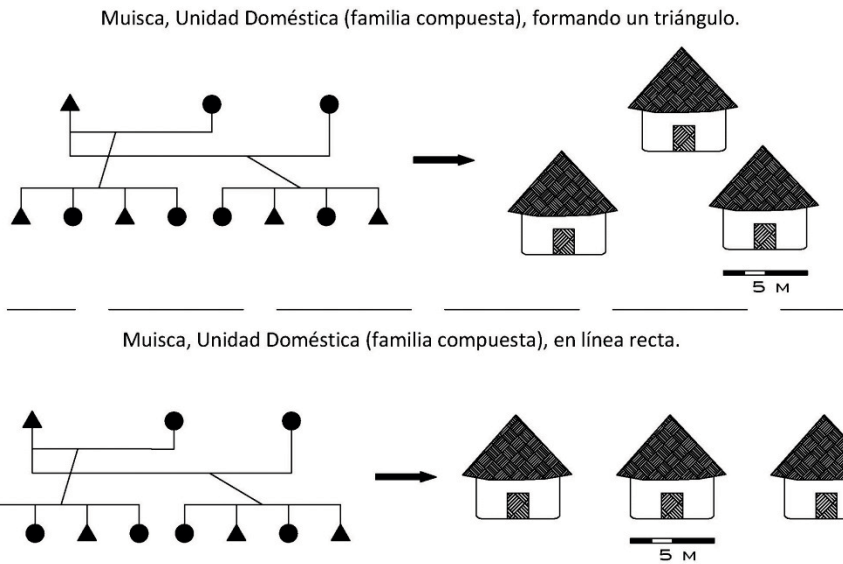 Muisca, Unidad Doméstica (familia compuesta), formando un triángulo.
5 M
Muisca, Unidad Doméstica (familia compuesta), en línea recta.
5 M